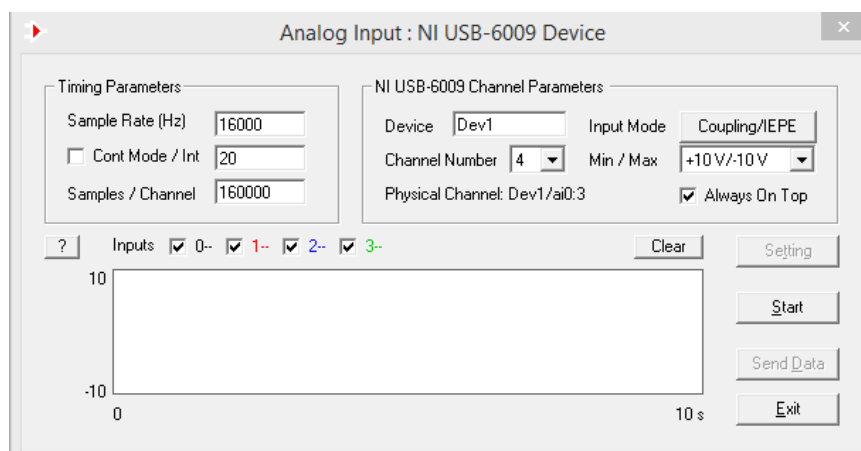 Analog Input : NI USB-6009 Device
Timing Parameters
Sample Rate (Hz) 16000
Cont Mode / Int 20
Samples / Channel 160000
NI USB-6009 Channel Parameters
Device Dev1 Input Mode Coupling/IEPE
Channel Number 4 Min / Max +10 V/-10 V
Physical Channel: Dev1/ai0:3 Always On Top
? Inputs 0-- 1-- 2-- 3-- Clear
Setting
10
Start
Send Data
-10
0 10 s
Exit